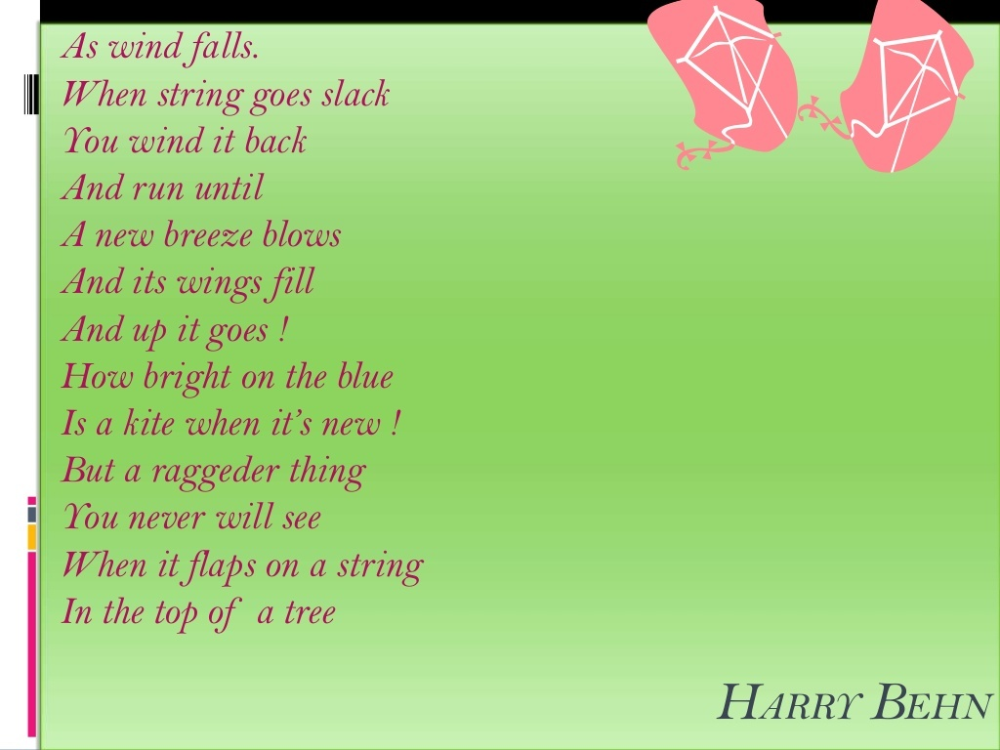 As wind falls.
When string goes slack
You wind it back
And run until
A new breeze blows
And its wings fill
And up it goes !
How bright on the blue
Is a kite when it’s new !
But a raggeder thing
You never will see
When it flaps on a string
In the top of  a tree
HARRY BEHN